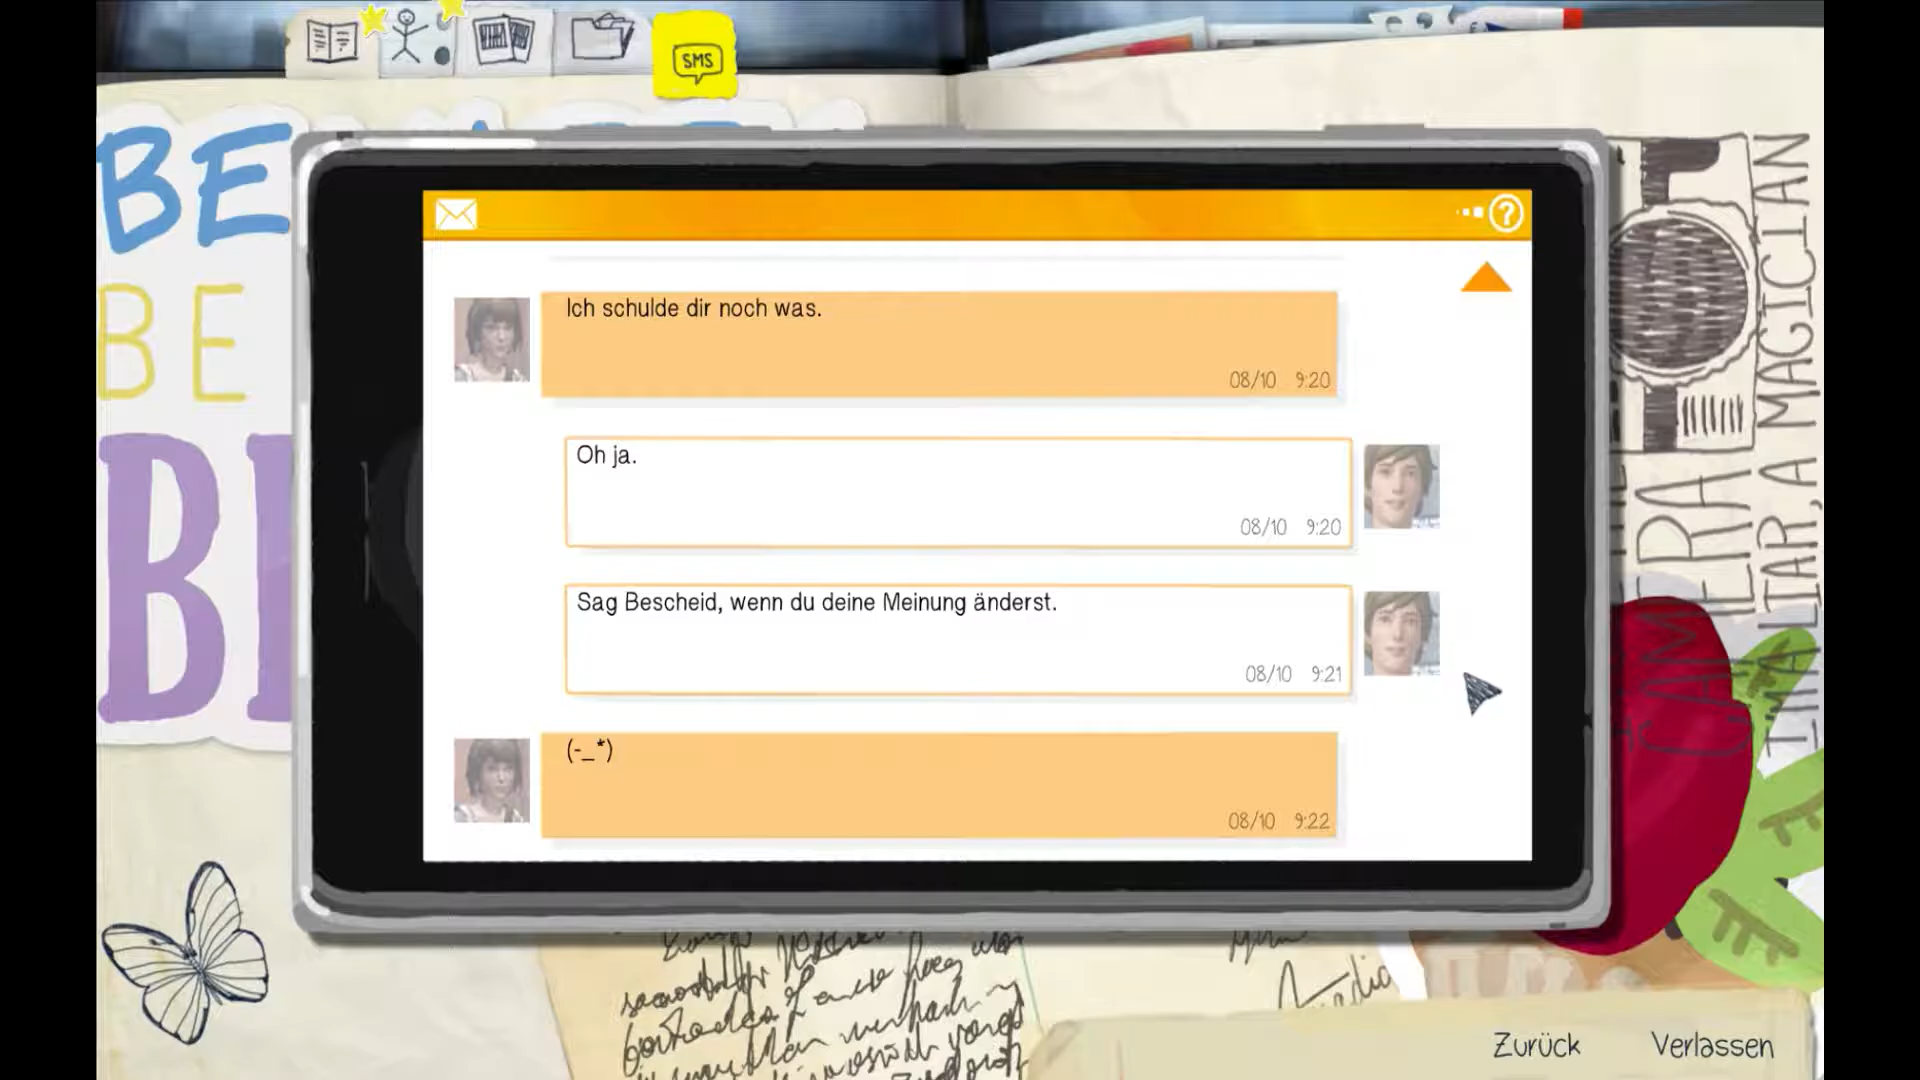 SMS
BE
BE
Ich schulde dir noch was.
08/10 9:20
Oh ja.
08/10 9:20
Sag Bescheid, wenn du deine Meinung änderst.
08/10 9:21
(-_*)
08/10 9:22
LIAR, A MAGICIAN
Zurück
Verlassen